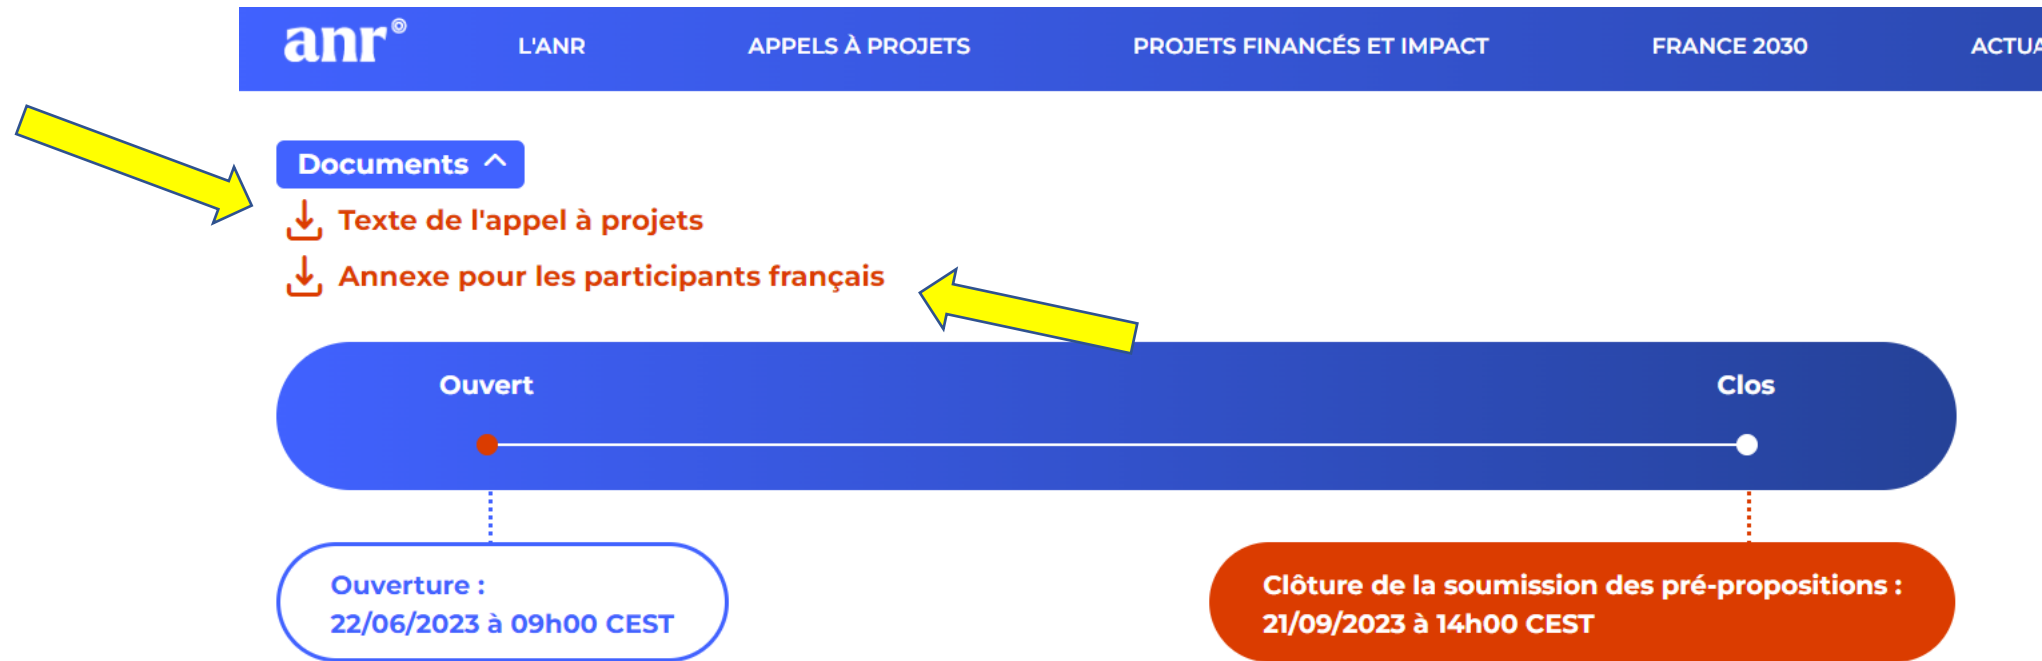 anr
L'ANR
APPELS À PROJETS
PROJETS FINANCÉS ET IMPACT
FRANCE 2030
ACTUA
Documents
Texte de l'appel à projets
Annexe pour les participants français
Ouvert
Clos
Ouverture :
22/06/2023 à 09h00 CEST
Clôture de la soumission des pré-propositions :
21/09/2023 à 14h00 CEST